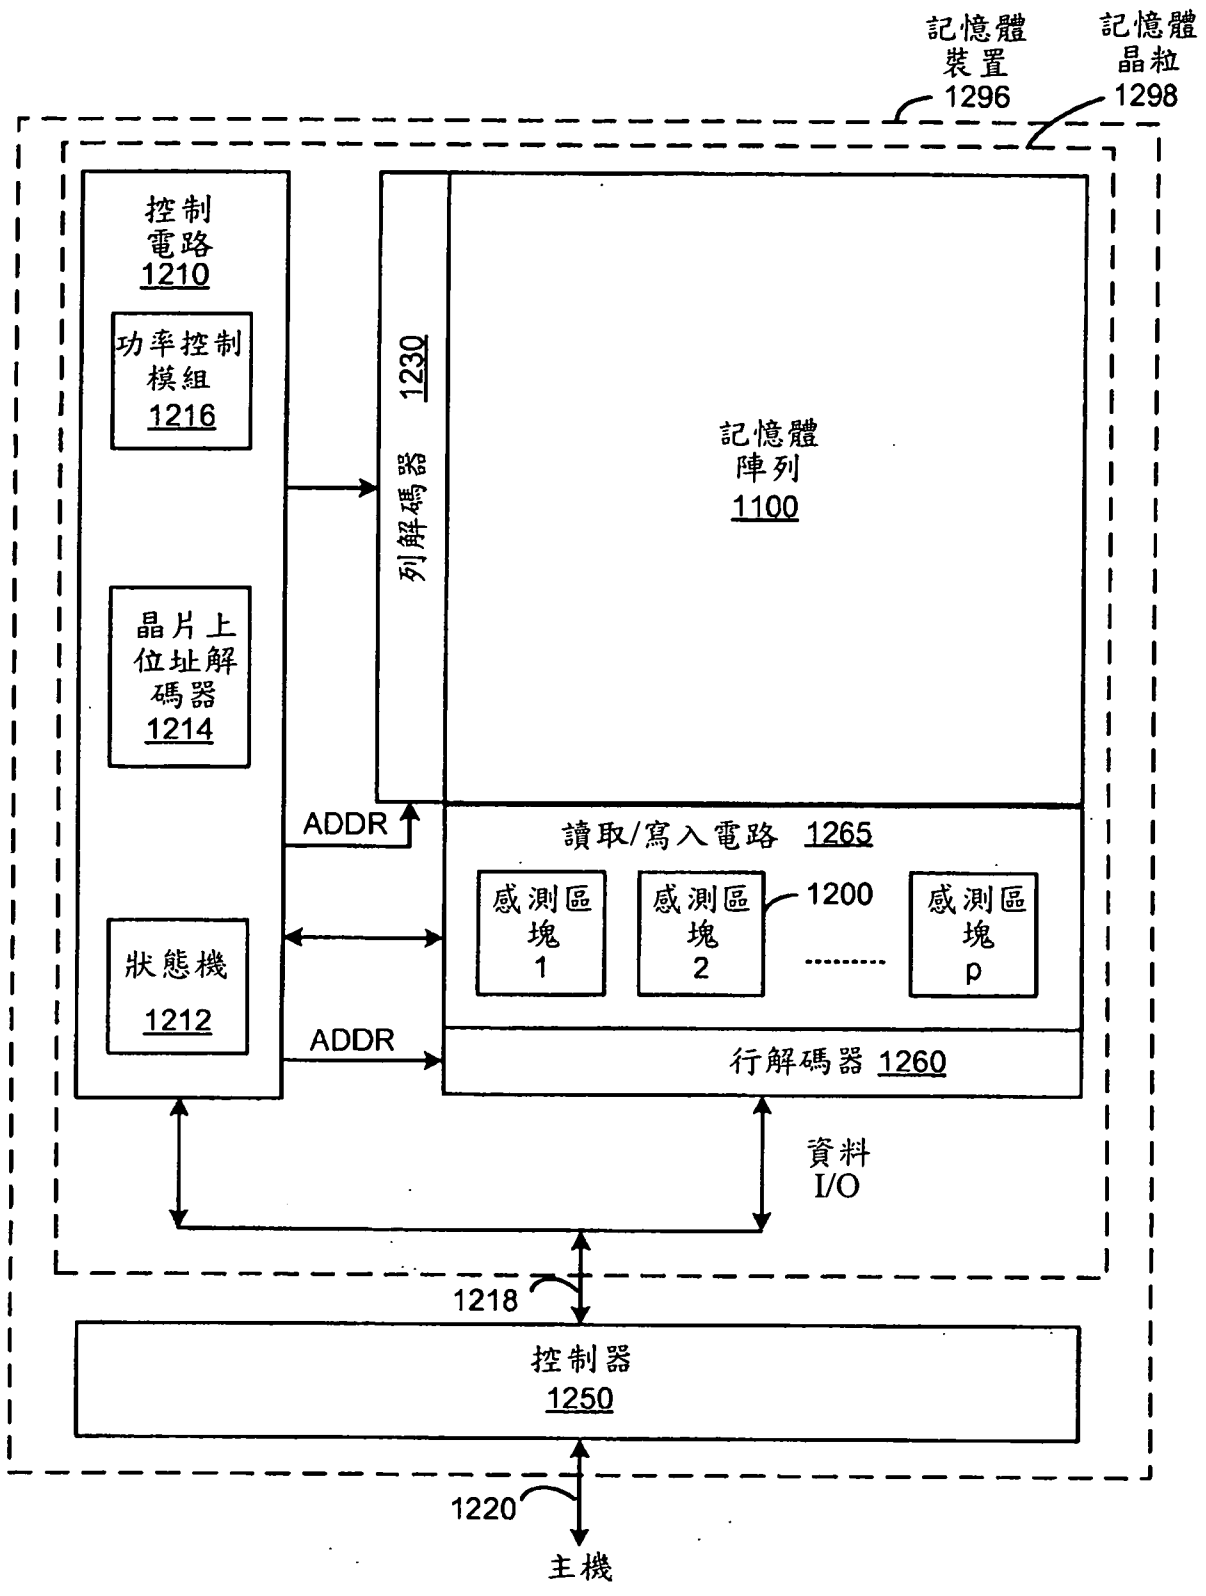 記憶體
裝置
1296
記憶體
晶粒
1298
控制
電路
1210
功率控制
模組
1216
晶片上
位址解
碼器
1214
狀態機
1212
列解碼器 1230
記憶體
陣列
1100
ADDR
讀取/寫入電路 1265
感測區
塊
1
感測區
塊
2
1200
感測區
塊
p
ADDR
行解碼器 1260
資料
I/O
1218
控制器
1250
1220
主機